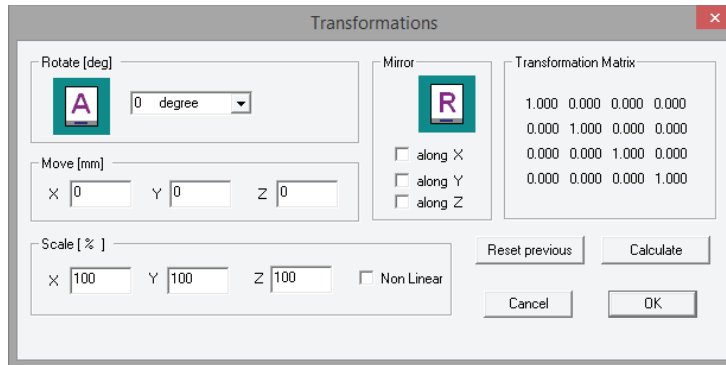 Transformations
×
Rotate [deg]
A
0 degree
Mirror
R
along X
along Y
along Z
Transformation Matrix
1.000 0.000 0.000 0.000
0.000 1.000 0.000 0.000
0.000 0.000 1.000 0.000
0.000 0.000 0.000 1.000
Move [mm]
X 0 Y 0 Z 0
Scale [ % ]
X 100 Y 100 Z 100 Non Linear
Reset previous Calculate
Cancel OK